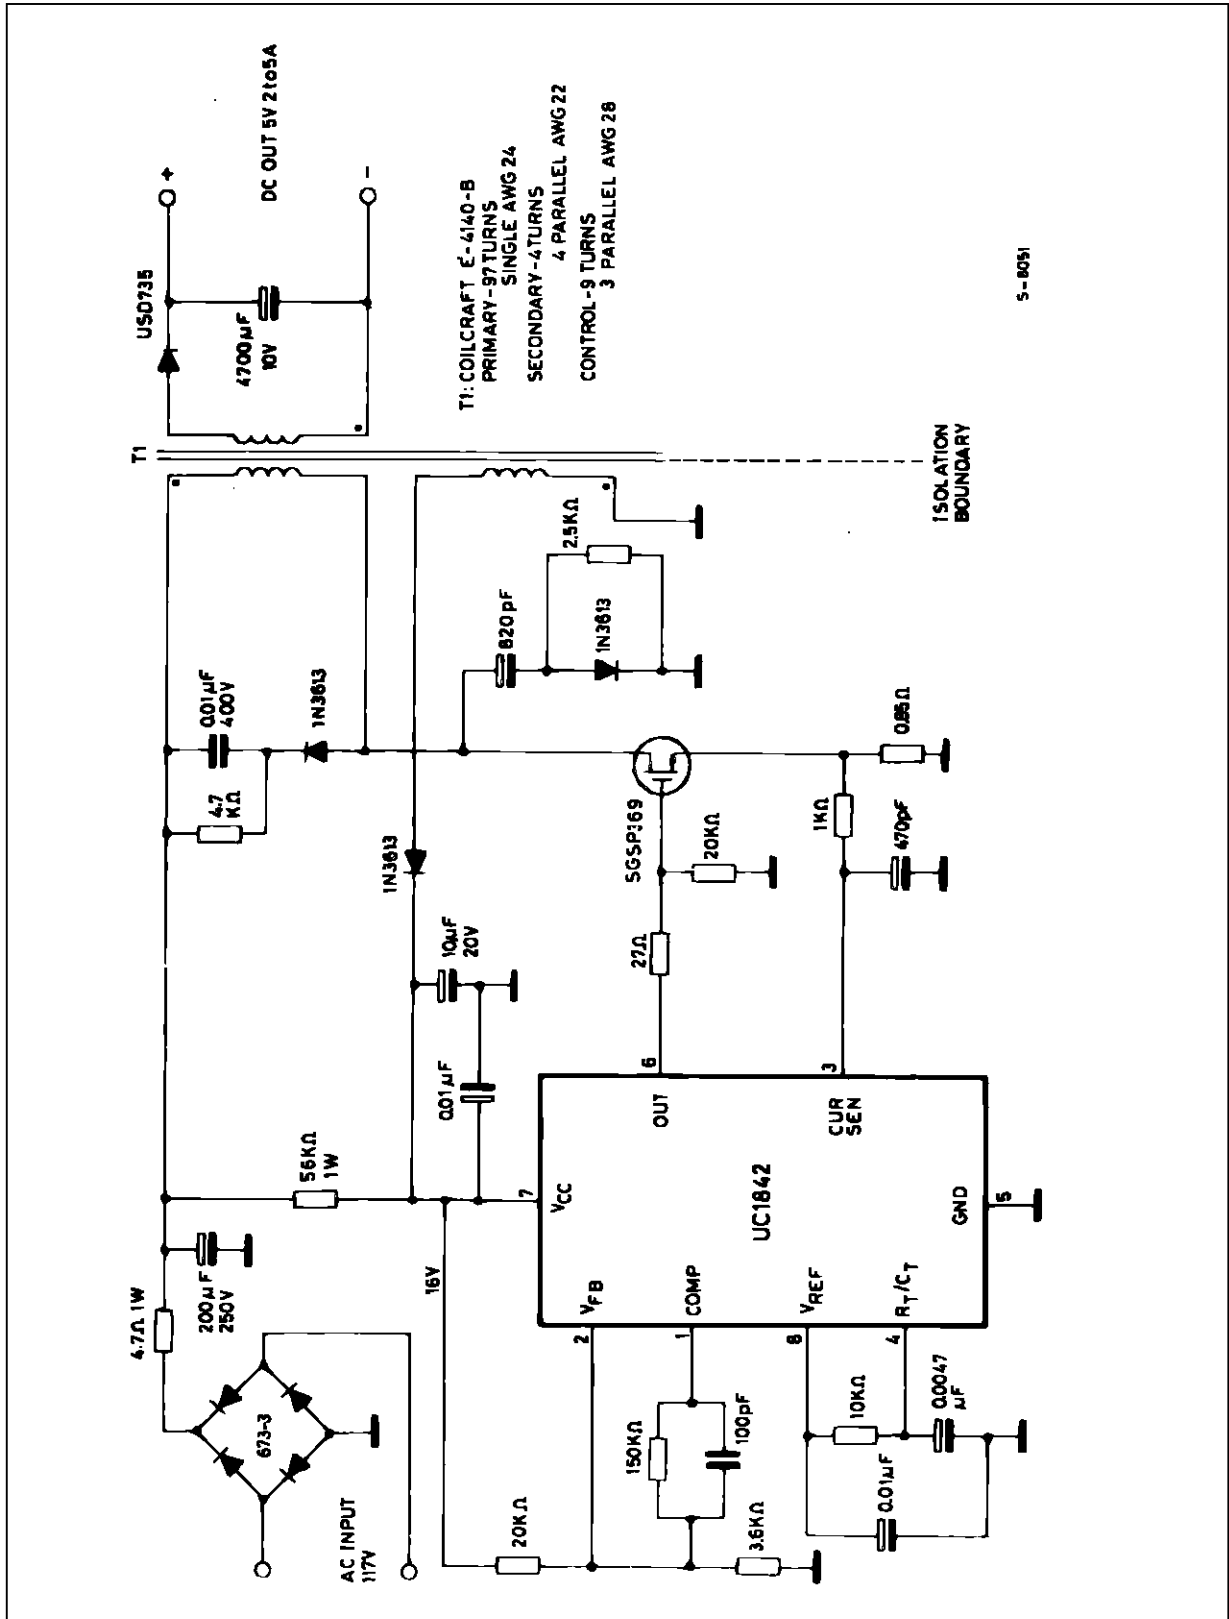 AC INPUT
117V
673-3
4.7Ω 1W
200µF
250V
56KΩ
1W
16V
0.01µF
10µF
20V
1N3613
4.7
KΩ
0.01µF
400V
1N3613
T1
USD735
4700µF
10V
+
-
DC OUT 5V 2to5A
T1: COILCRAFT E-4140-B
PRIMARY-97TURNS
SINGLE AWG 24
SECONDARY-4TURNS
4 PARALLEL AWG22
CONTROL-9 TURNS
3 PARALLEL AWG 28
820pF
2.5KΩ
1N3613
SGSP369
27Ω
20KΩ
1KΩ
470pF
0.85Ω
20KΩ
150KΩ
100pF
3.6KΩ
0.01µF
10KΩ
0.0047
µF
7
VCC
2
VFB
1
COMP
8
VREF
4
RT/CT
UC1842
6
OUT
3
CUR
SEN
GND
5
ISOLATION
BOUNDARY
S-8051